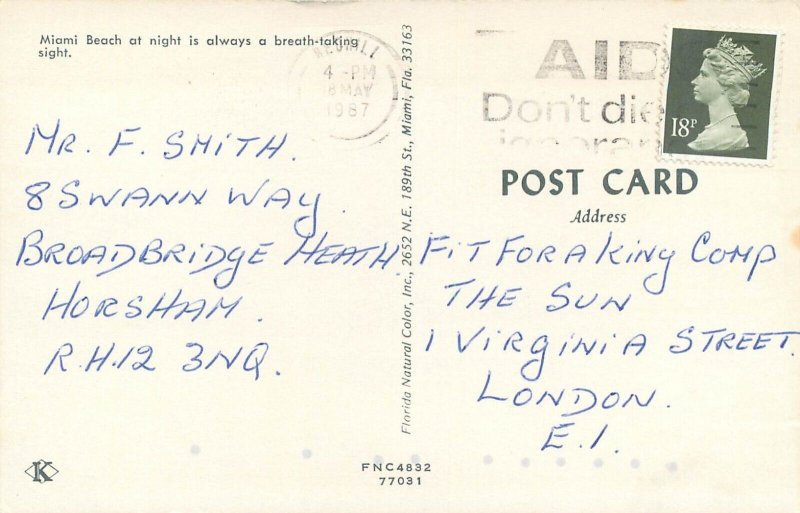 Miami Beach at night is always a breath-taking
sight.
4 -PM
18 MAY
1987
AID
Don't die
18P
POST CARD
Address
Mr. F. SMITH.
8 SWANN WAY.
BROADBRIDGE HEATH.
HORSHAM.
R.H.12 3NQ.
Florida Natural Color, Inc., 2652 N.E. 189th St., Miami, Fla. 33163
FIT FOR A KING COMP
THE SUN
1 VIRGINIA STREET.
LONDON.
E.1.
K
FNC4832
77031